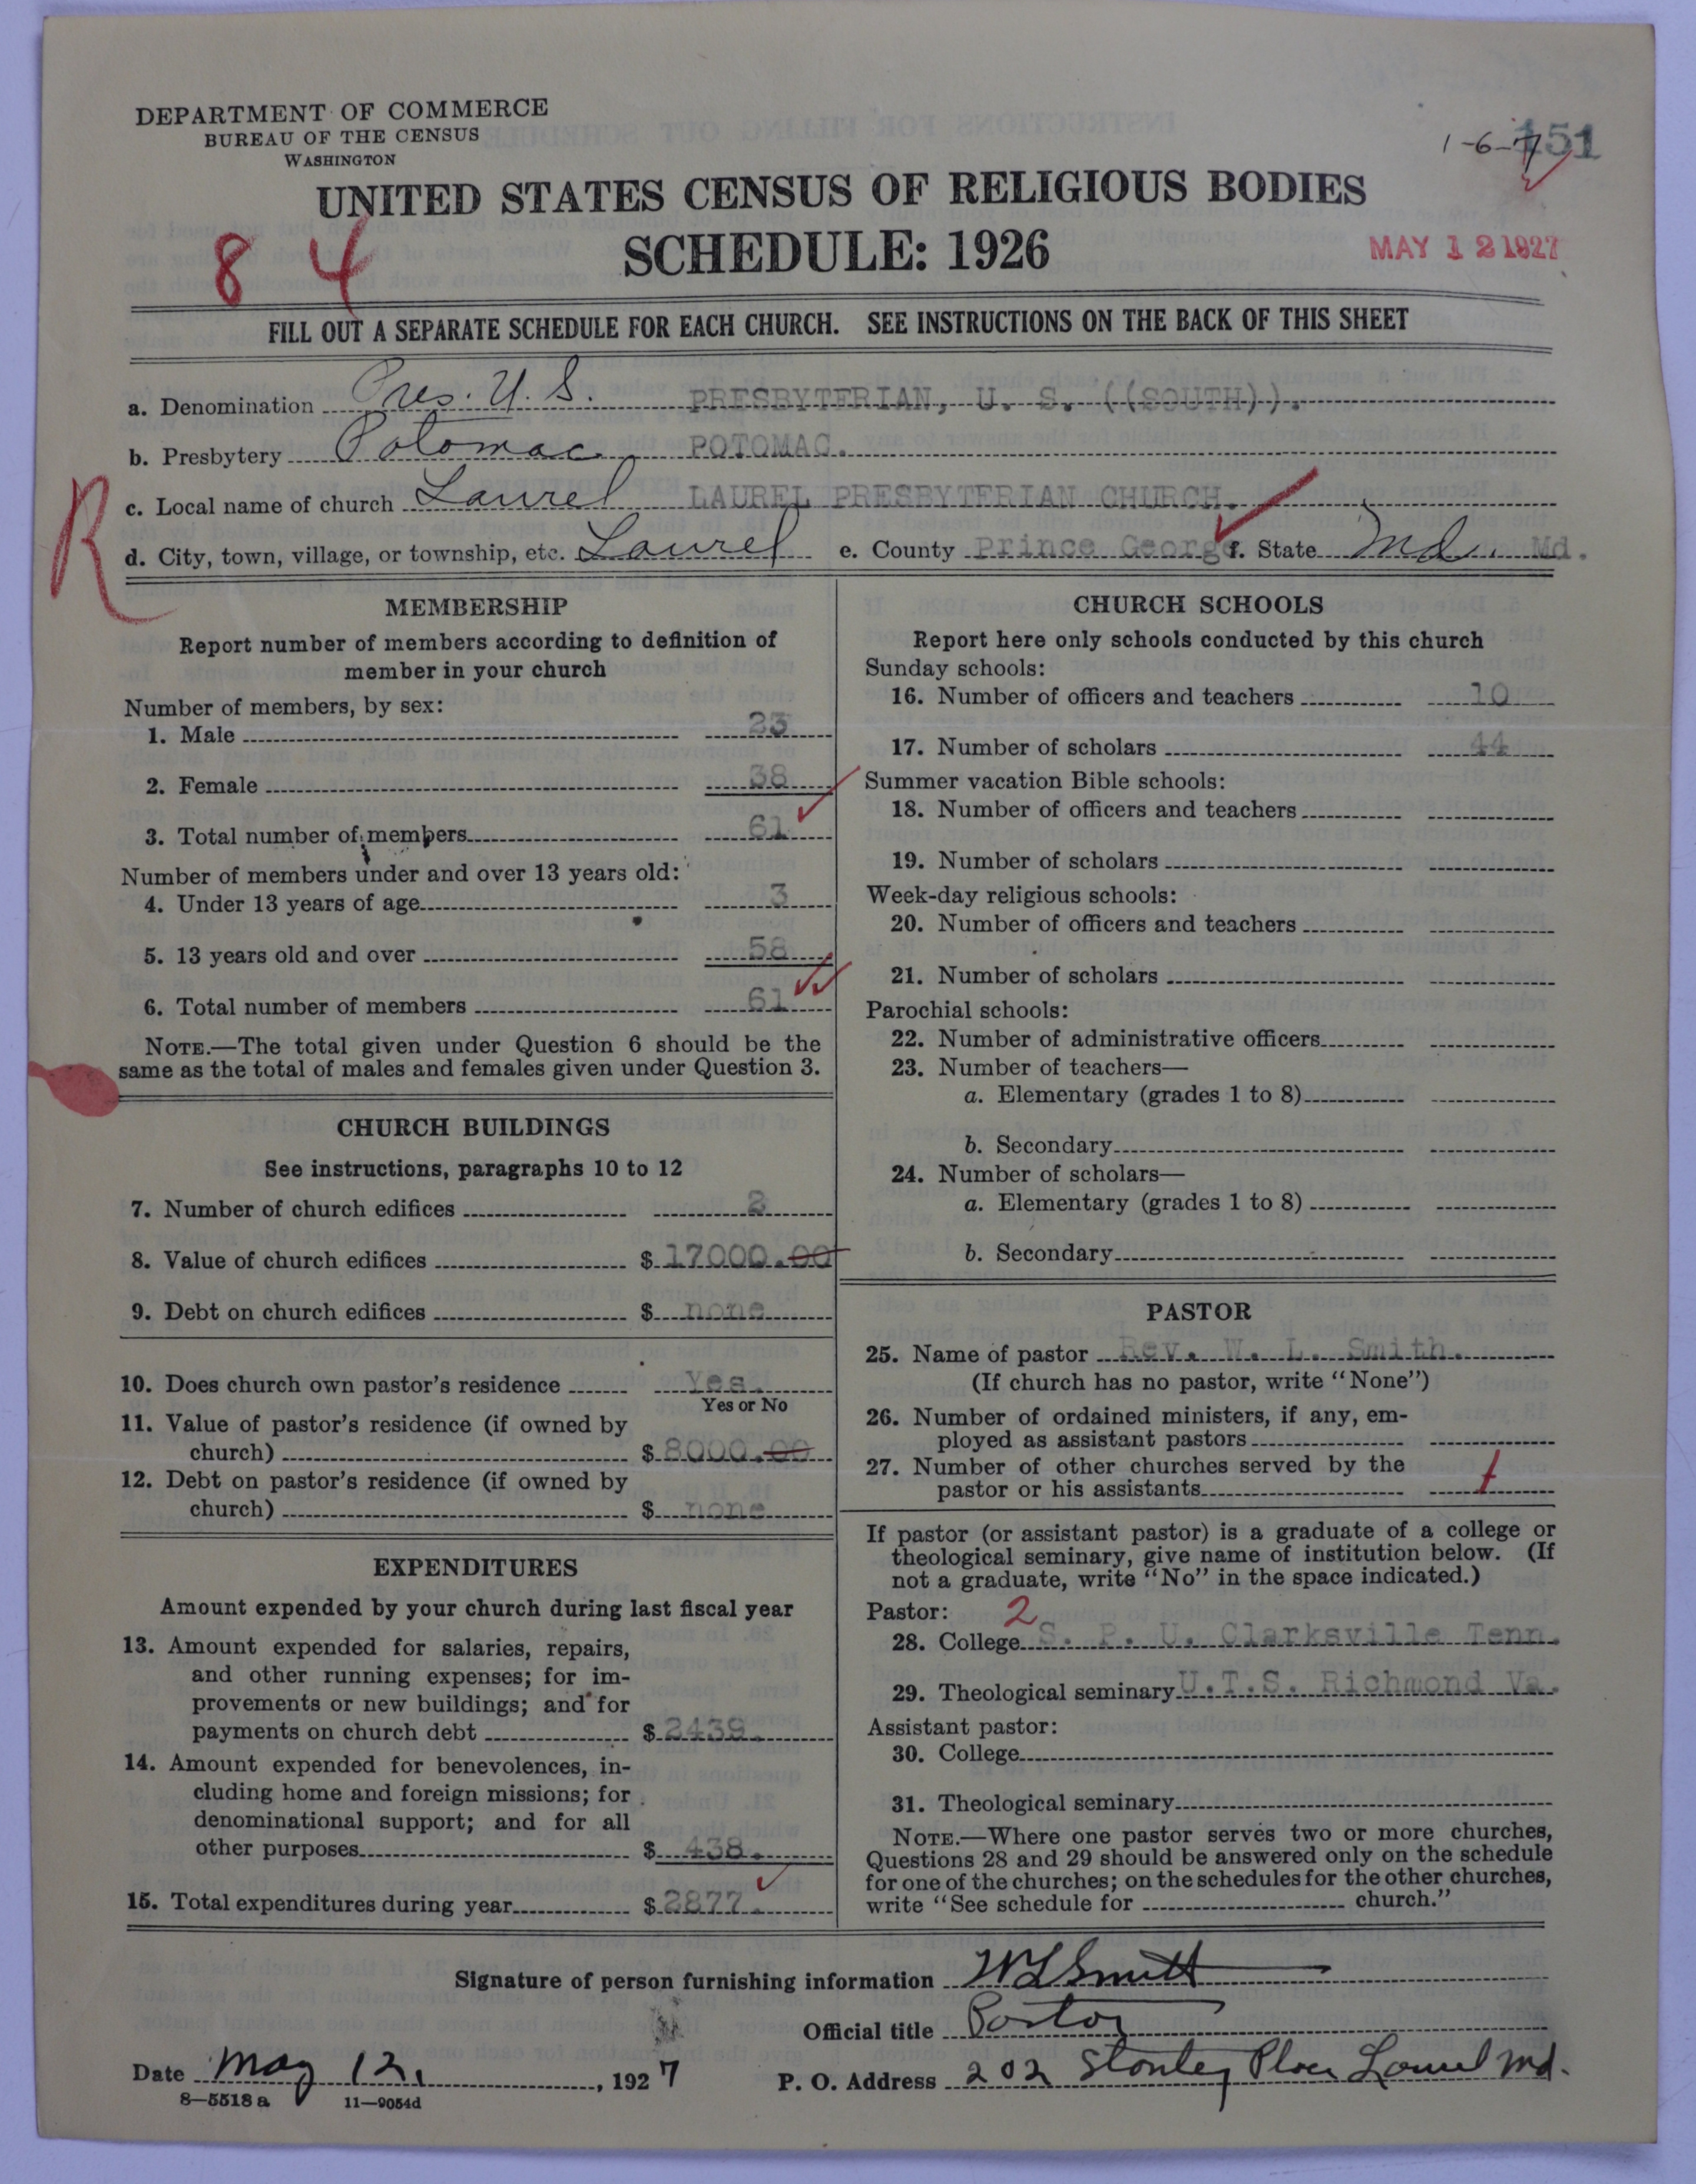 DEPARTMENT OF COMMERCE
BUREAU OF THE CENSUS
WASHINGTON
1-6-7 151
UNITED STATES CENSUS OF RELIGIOUS BODIES
SCHEDULE: 1926
8 4
MAY 12 1927
FILL OUT A SEPARATE SCHEDULE FOR EACH CHURCH. SEE INSTRUCTIONS ON THE BACK OF THIS SHEET
a. Denomination Pres. U. S. PRESBYTERIAN, U. S. ((SOUTH)).
b. Presbytery Potomac POTOMAC.
R
c. Local name of church Laurel LAUREL PRESBYTERIAN CHURCH.
d. City, town, village, or township, etc. Laurel e. County Prince George f. State Md. Md.
MEMBERSHIP
Report number of members according to definition of
member in your church
Number of members, by sex:
1. Male 23
2. Female 38
3. Total number of members 61
Number of members under and over 13 years old:
4. Under 13 years of age 3
5. 13 years old and over 58
6. Total number of members 61
NOTE.—The total given under Question 6 should be the
same as the total of males and females given under Question 3.
CHURCH BUILDINGS
See instructions, paragraphs 10 to 12
7. Number of church edifices 2
8. Value of church edifices $ 17000.00
9. Debt on church edifices $ none
10. Does church own pastor's residence Yes.
Yes or No
11. Value of pastor's residence (if owned by
church) $ 8000.00
12. Debt on pastor's residence (if owned by
church) $ none
EXPENDITURES
Amount expended by your church during last fiscal year
13. Amount expended for salaries, repairs,
and other running expenses; for im-
provements or new buildings; and for
payments on church debt $ 2439.
14. Amount expended for benevolences, in-
cluding home and foreign missions; for
denominational support; and for all
other purposes $ 438.
15. Total expenditures during year $ 2877.
CHURCH SCHOOLS
Report here only schools conducted by this church
Sunday schools:
16. Number of officers and teachers 10
17. Number of scholars 44
Summer vacation Bible schools:
18. Number of officers and teachers
19. Number of scholars
Week-day religious schools:
20. Number of officers and teachers
21. Number of scholars
Parochial schools:
22. Number of administrative officers
23. Number of teachers—
a. Elementary (grades 1 to 8)
b. Secondary
24. Number of scholars—
a. Elementary (grades 1 to 8)
b. Secondary
PASTOR
25. Name of pastor Rev. W. L. Smith.
(If church has no pastor, write "None")
26. Number of ordained ministers, if any, em-
ployed as assistant pastors
27. Number of other churches served by the
pastor or his assistants 1
If pastor (or assistant pastor) is a graduate of a college or
theological seminary, give name of institution below. (If
not a graduate, write "No" in the space indicated.)
Pastor: 2
28. College S. P. U. Clarksville Tenn.
29. Theological seminary U.T.S. Richmond Va.
Assistant pastor:
30. College
31. Theological seminary
NOTE.—Where one pastor serves two or more churches,
Questions 28 and 29 should be answered only on the schedule
for one of the churches; on the schedules for the other churches,
write "See schedule for church."
Signature of person furnishing information W L Smith
Official title Pastor
Date May 12, 1927 P. O. Address 202 Stanley Place Laurel Md.
8—5518 a 11—9054d